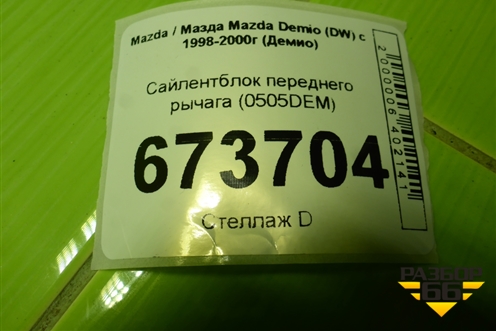 Mazda / Мазда Mazda Demio (DW) с
1998-2000г (Демио)
Сайлентблок переднего
рычага (0505DEM)
673704
Стеллаж D
2000006402141
РАЗБОР
66